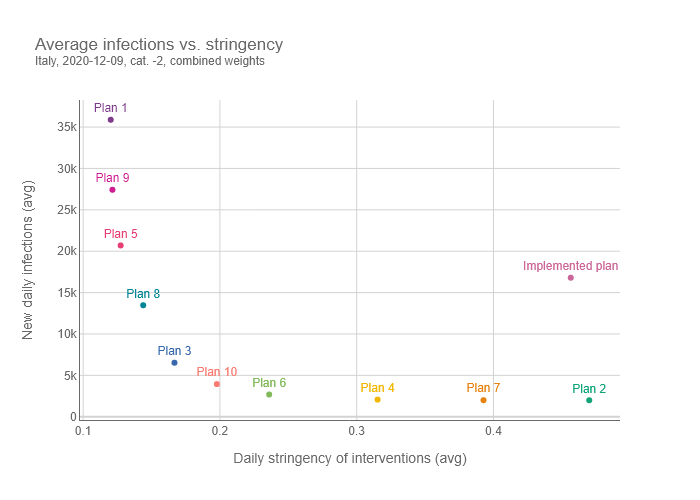 Average infections vs. stringency
Italy, 2020-12-09, cat. -2, combined weights
New daily infections (avg)
35k
30k
25k
20k
15k
10k
5k
0
Plan 1
Plan 9
Plan 5
Implemented plan
Plan 8
Plan 3
Plan 10
Plan 6
Plan 4
Plan 7
Plan 2
0.1
0.2
0.3
0.4
Daily stringency of interventions (avg)